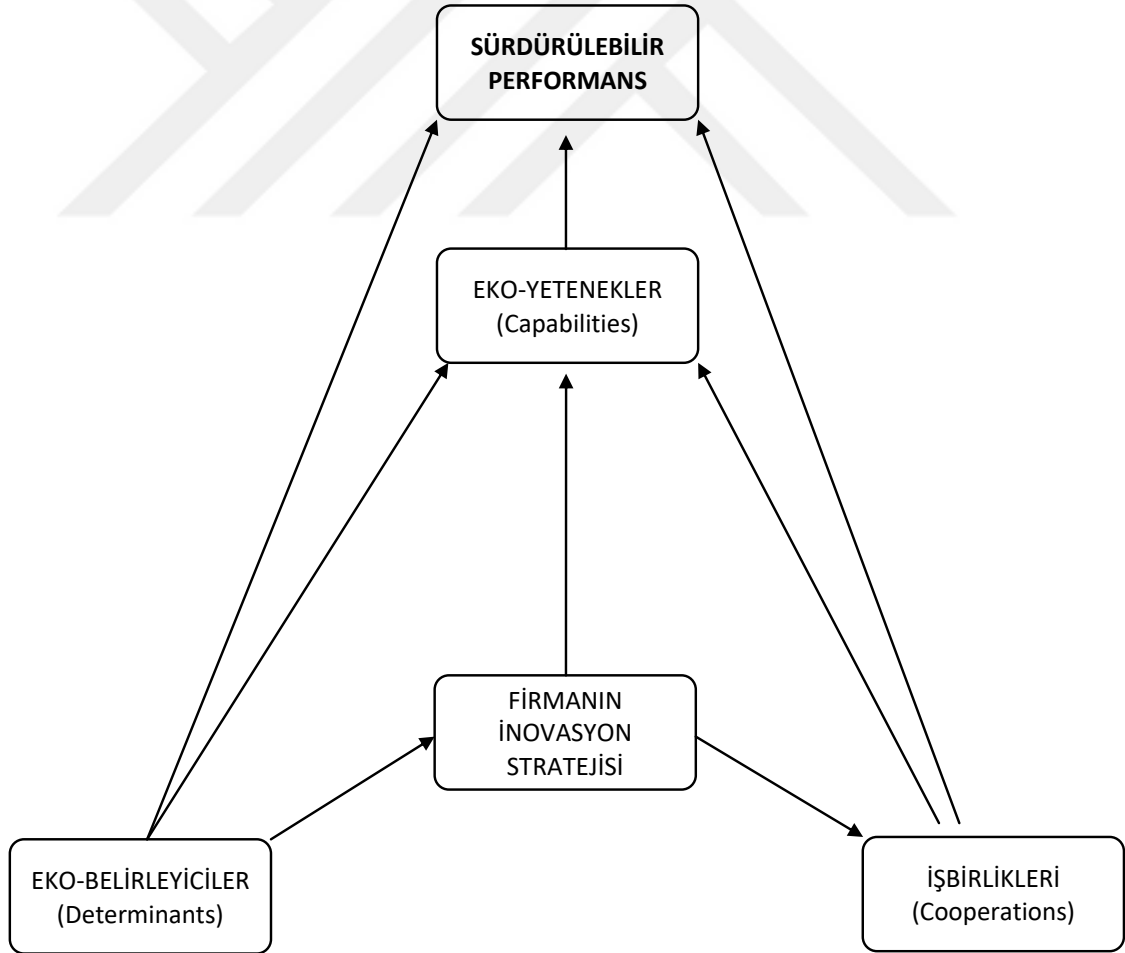 SÜRDÜRÜLEBİLİR
PERFORMANS
EKO-YETENEKLER
(Capabilities)
FİRMANIN
İNOVASYON
STRATEJİSİ
EKO-BELİRLEYİCİLER
(Determinants)
İŞBİRLİKLERİ
(Cooperations)